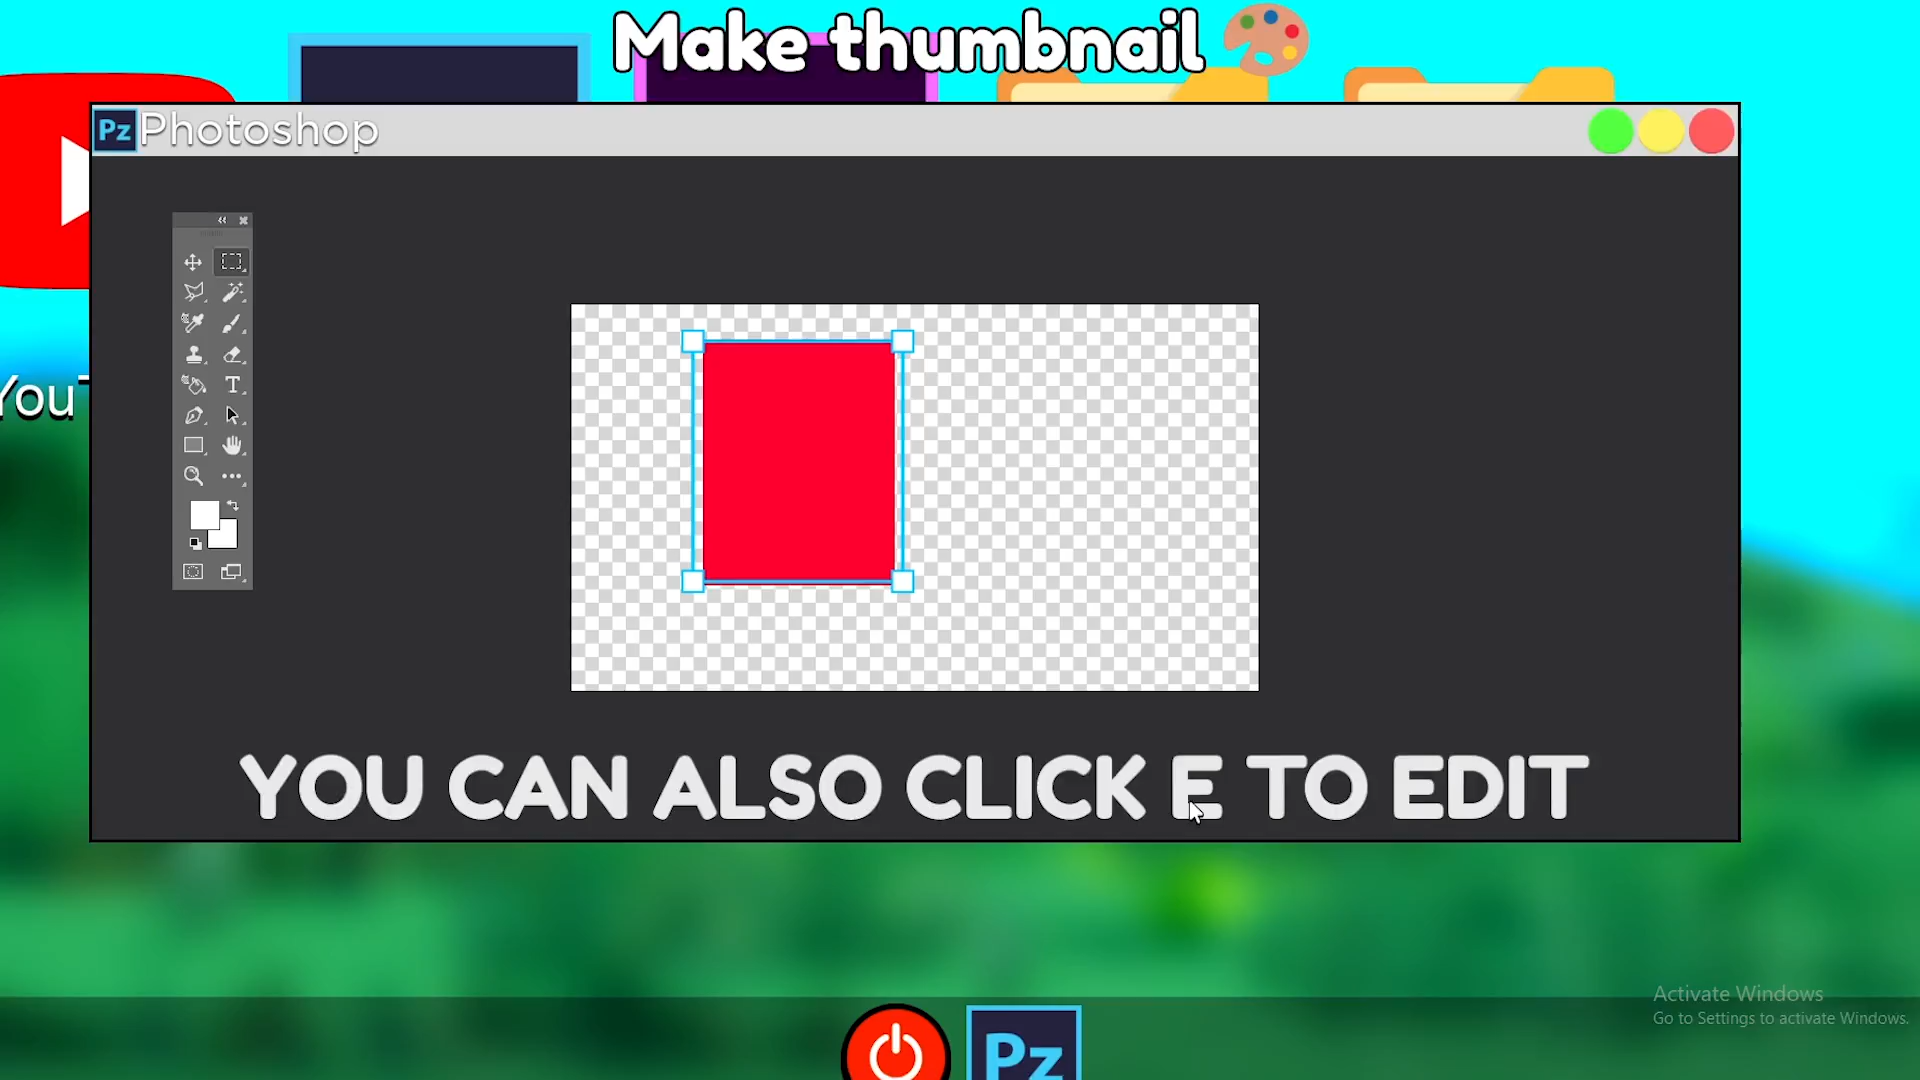 Make thumbnail
Pz Photoshop
YouT
T
YOU CAN ALSO CLICK E TO EDIT
Activate Windows
Go to Settings to activate Windows.
Pz